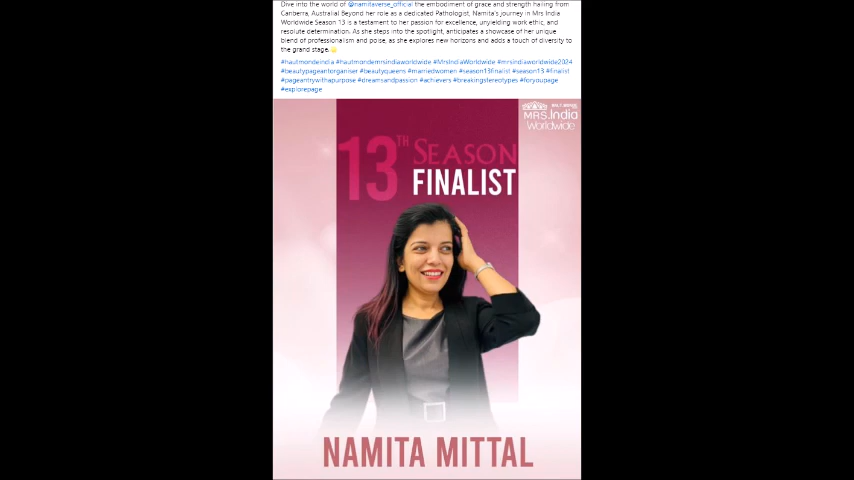 Dive into the world of @namitaverse_official the embodiment of grace and strength hailing from
Canberra, Australia! Beyond her role as a dedicated Pathologist, Namita's journey in Mrs India
Worldwide Season 13 is a testament to her passion for excellence, unyielding work ethic, and
resolute determination. As she steps into the spotlight, anticipates a showcase of her unique
blend of professionalism and poise, as she explores new horizons and adds a touch of diversity to
the grand stage.
#hautmondeindia #hautmondemrsindiaworldwide #MrsIndiaWorldwide #mrsindiaworldwide2024
#beautypageantorganiser #beautyqueens #marriedwomen #season13finalist #season13 #finalist
#pageantrywithapurpose #dreamsandpassion #achievers #breakingstereotypes #foryoupage
#explorepage
MRS.India
Worldwide
13TH SEASON
FINALIST
NAMITA MITTAL